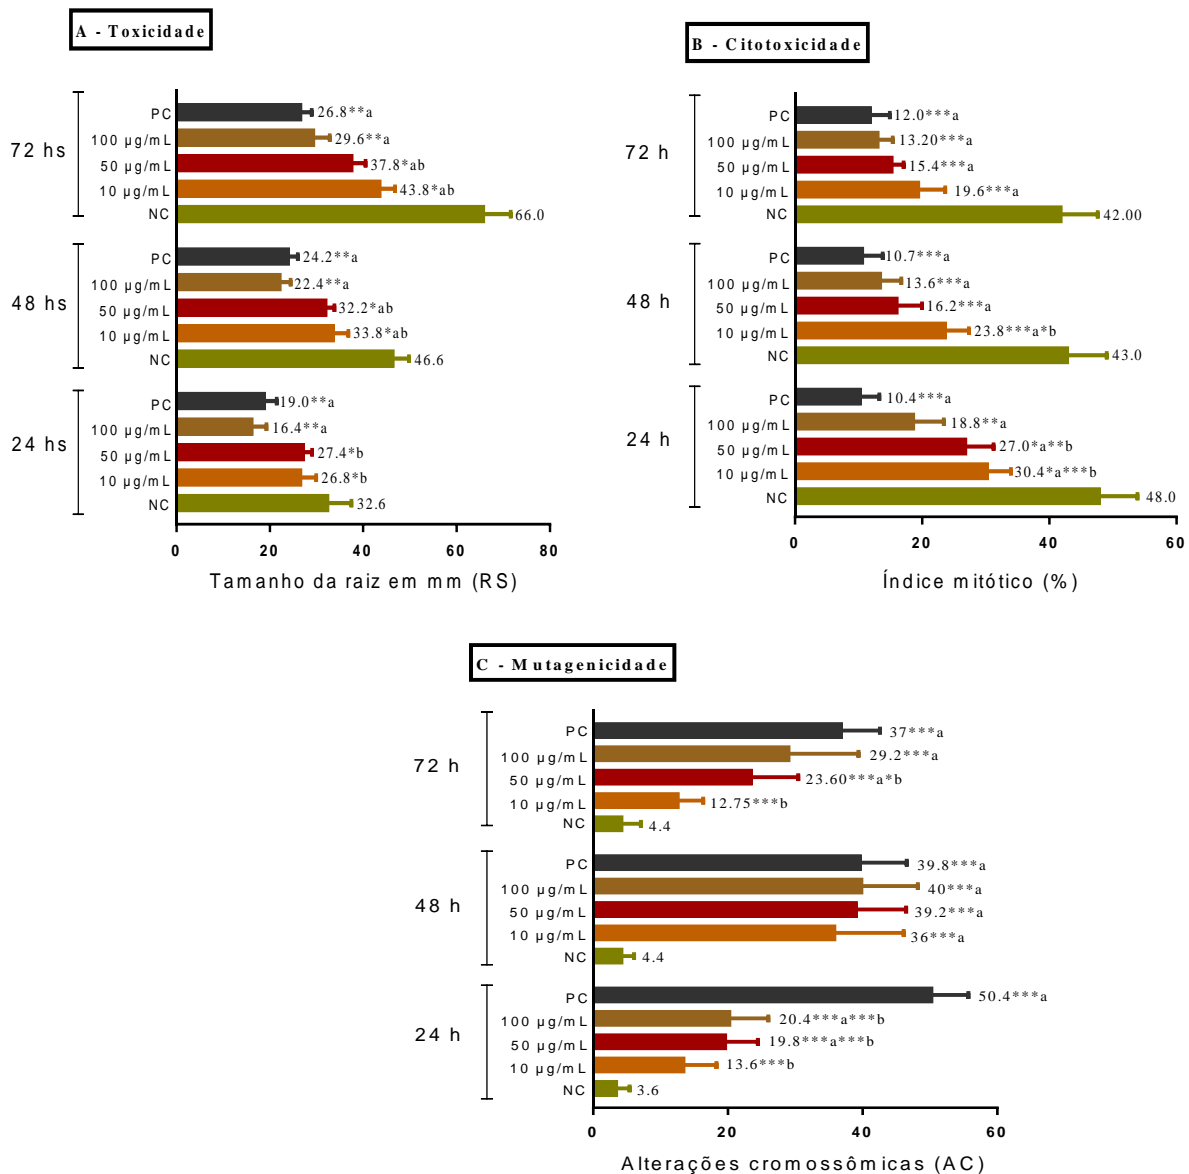 A - Toxicidade
72 hs
PC
26.8**a
100 µg/mL
29.6**a
50 µg/mL
37.8*ab
10 µg/mL
43.8*ab
NC
66.0
48 hs
PC
24.2**a
100 µg/mL
22.4**a
50 µg/mL
32.2*ab
10 µg/mL
33.8*ab
NC
46.6
24 hs
PC
19.0**a
100 µg/mL
16.4**a
50 µg/mL
27.4*b
10 µg/mL
26.8*b
NC
32.6
0 20 40 60 80
Tamanho da raiz em mm (RS)
B - Citotoxicidade
72 h
PC
12.0***a
100 µg/mL
13.20***a
50 µg/mL
15.4***a
10 µg/mL
19.6***a
NC
42.00
48 h
PC
10.7***a
100 µg/mL
13.6***a
50 µg/mL
16.2***a
10 µg/mL
23.8***a*b
NC
43.0
24 h
PC
10.4***a
100 µg/mL
18.8**a
50 µg/mL
27.0*a**b
10 µg/mL
30.4*a***b
NC
48.0
0 20 40 60
Índice mitótico (%)
C - Mutagenicidade
72 h
PC
37***a
100 µg/mL
29.2***a
50 µg/mL
23.60***a*b
10 µg/mL
12.75***b
NC
4.4
48 h
PC
39.8***a
100 µg/mL
40***a
50 µg/mL
39.2***a
10 µg/mL
36***a
NC
4.4
24 h
PC
50.4***a
100 µg/mL
20.4***a***b
50 µg/mL
19.8***a***b
10 µg/mL
13.6***b
NC
3.6
0 20 40 60
Alterações cromossômicas (AC)